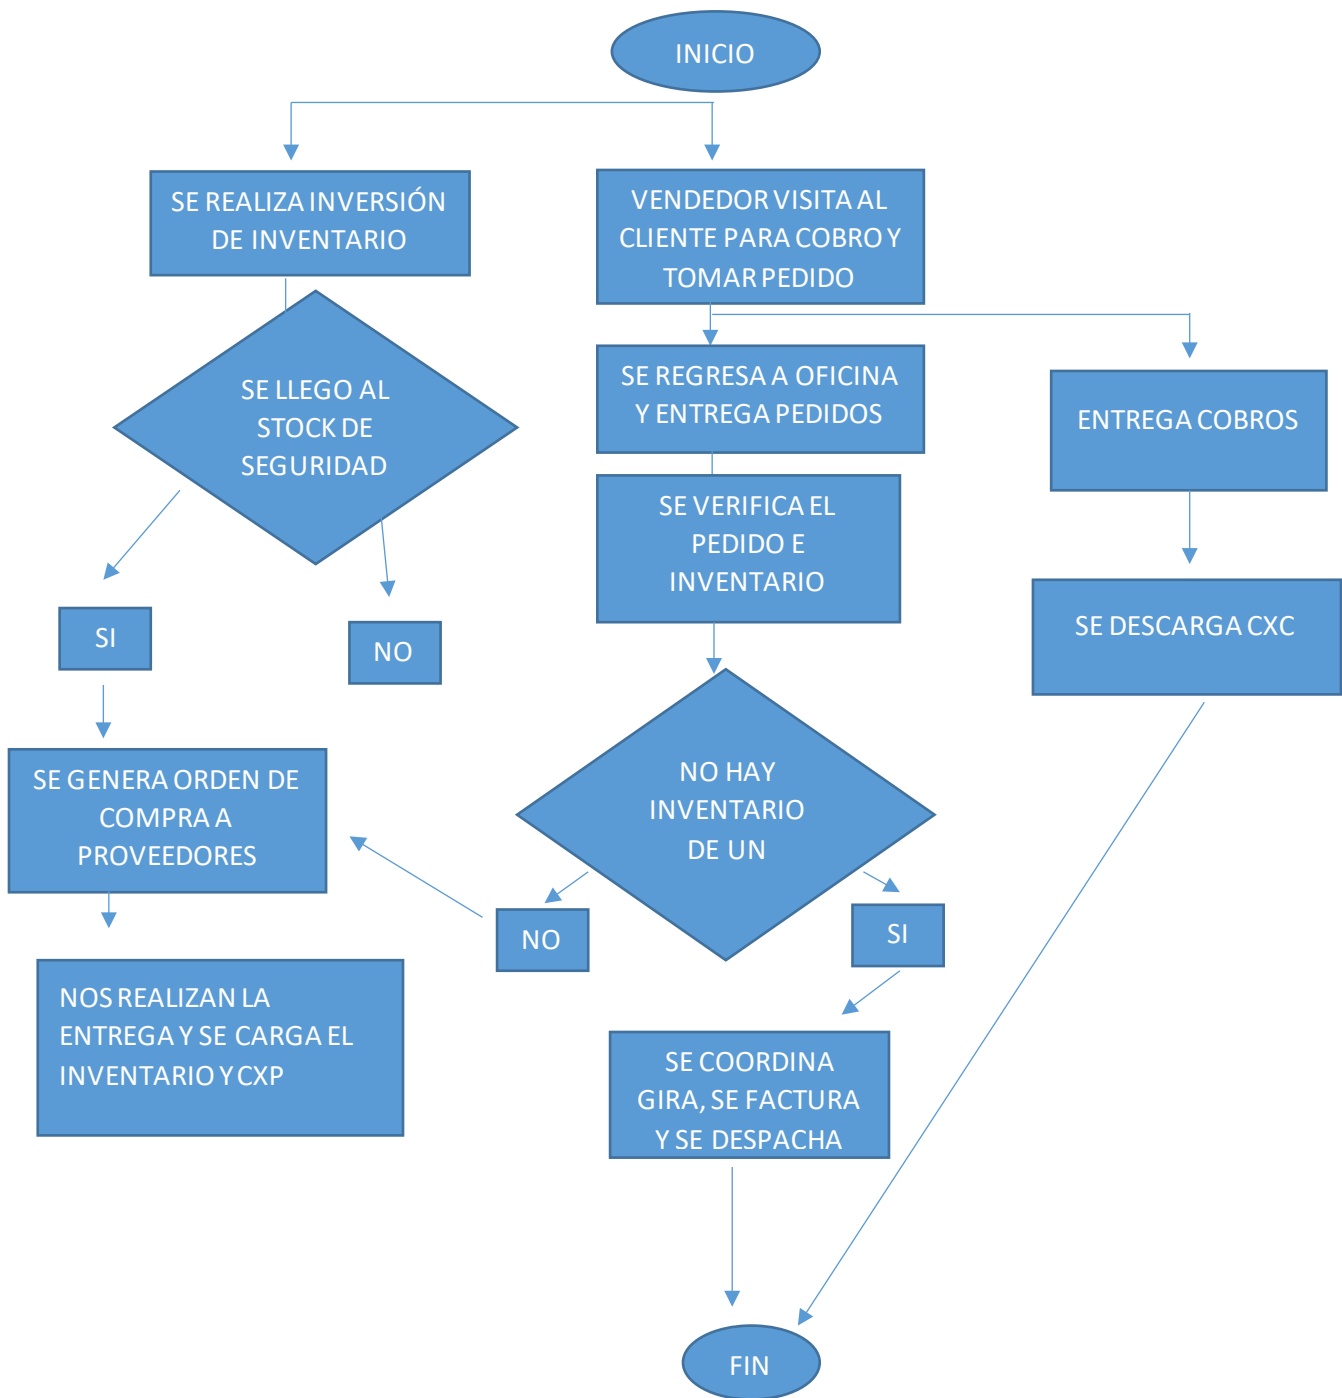 INICIO
SE REALIZA INVERSIÓN
DE INVENTARIO
VENDEDOR VISITA AL
CLIENTE PARA COBRO Y
TOMAR PEDIDO
SE LLEGO AL
STOCK DE
SEGURIDAD
SE REGRESA A OFICINA
Y ENTREGA PEDIDOS
ENTREGA COBROS
SE VERIFICA EL
PEDIDO E
INVENTARIO
SI
NO
SE DESCARGA CXC
SE GENERA ORDEN DE
COMPRA A
PROVEEDORES
NO HAY
INVENTARIO
DE UN
NO
SI
NOS REALIZAN LA
ENTREGA Y SE CARGA EL
INVENTARIO Y CXP
SE COORDINA
GIRA, SE FACTURA
Y SE DESPACHA
FIN